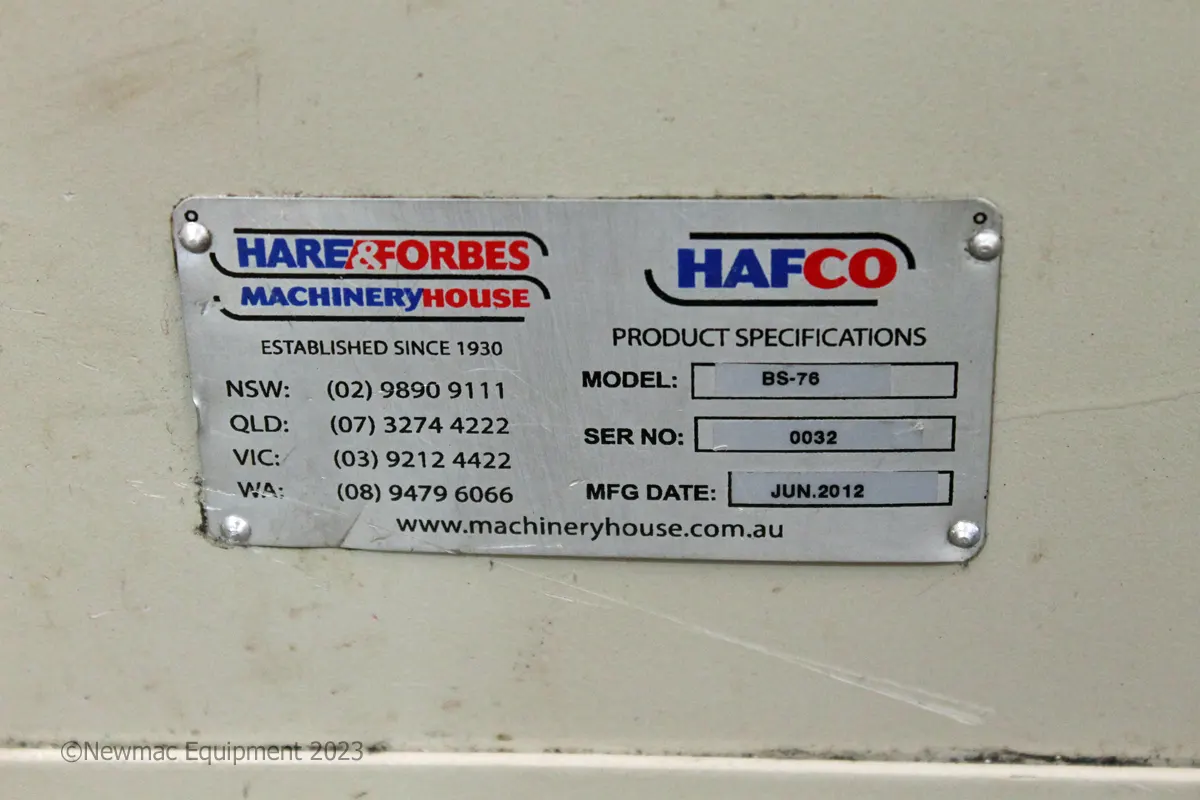 HARE&FORBES
MACHINERYHOUSE
ESTABLISHED SINCE 1930
NSW: (02) 9890 9111
QLD: (07) 3274 4222
VIC: (03) 9212 4422
WA: (08) 9479 6066
HAFCO
PRODUCT SPECIFICATIONS
MODEL: BS-76
SER NO: 0032
MFG DATE: JUN.2012
www.machineryhouse.com.au
©Newmac Equipment 2023